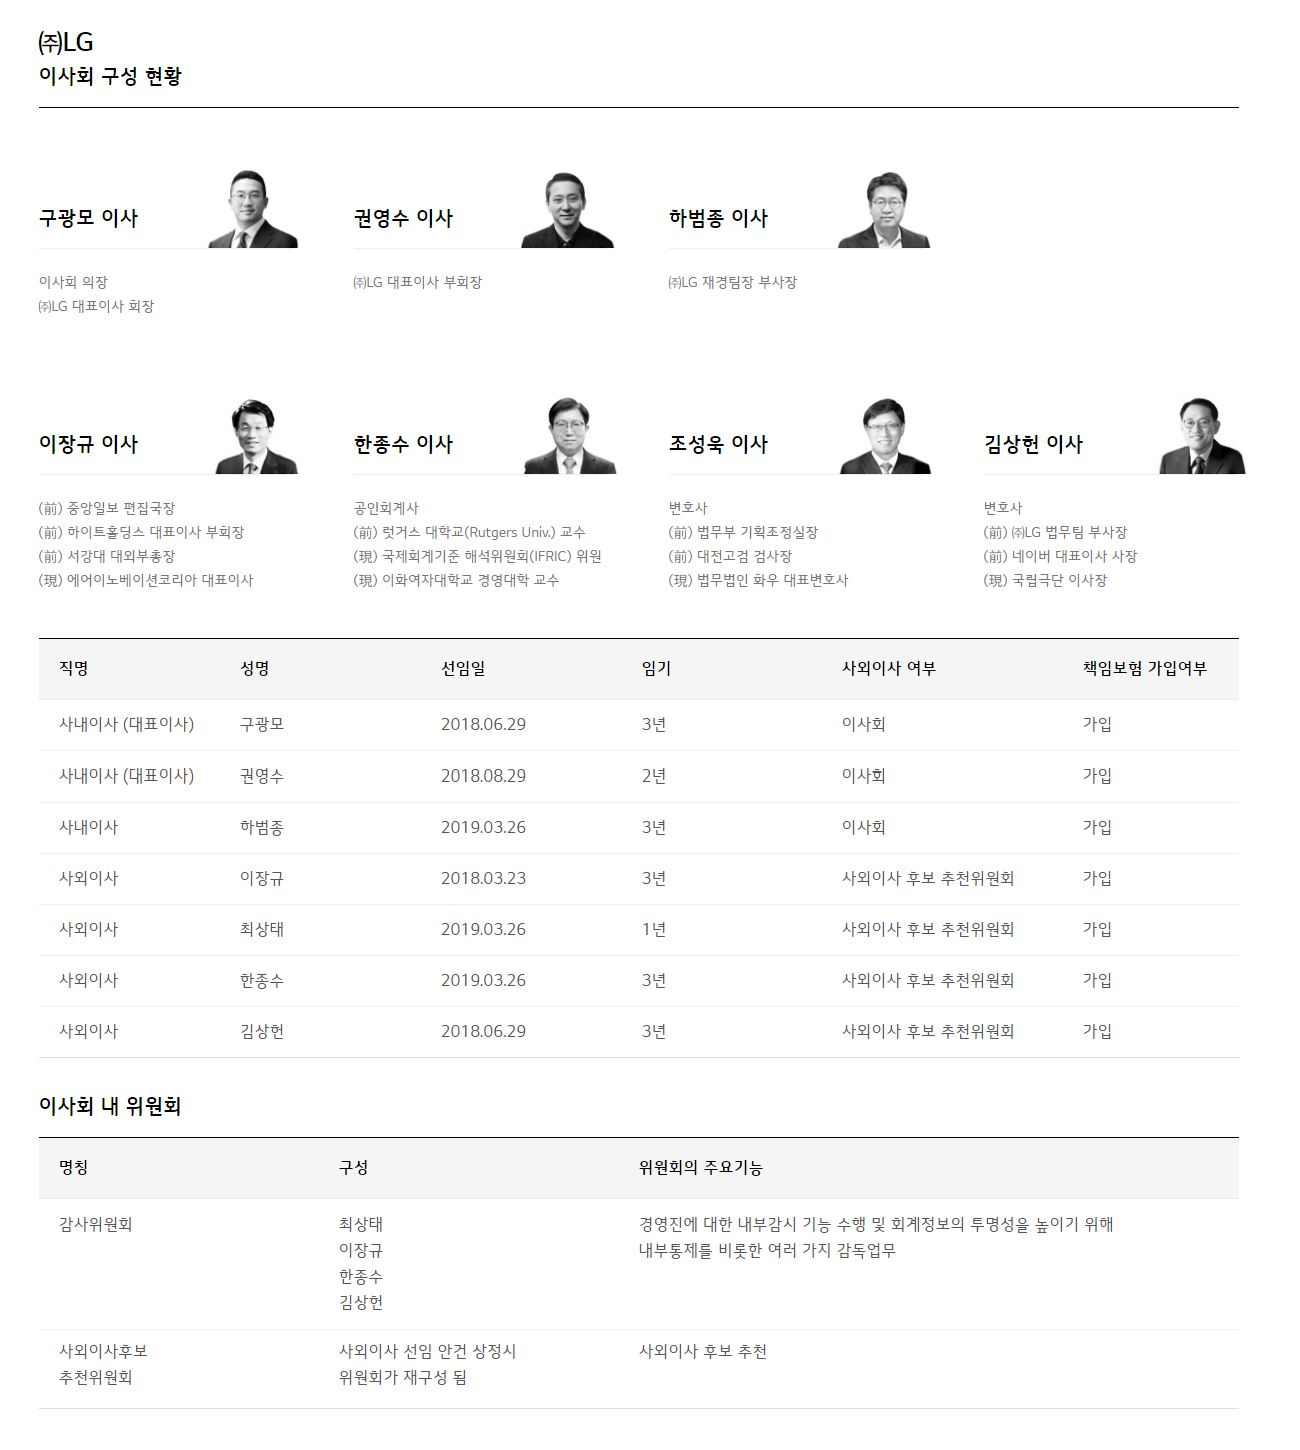 ㈜LG
이사회 구성 현황
구광모 이사
권영수 이사
하범종 이사
이사회 의장
㈜LG 대표이사 회장
㈜LG 대표이사 부회장
㈜LG 재경팀장 부사장
이장규 이사
한종수 이사
조성욱 이사
김상헌 이사
(前) 중앙일보 편집국장
(前) 하이트홀딩스 대표이사 부회장
(前) 서강대 대외부총장
(現) 에어이노베이션코리아 대표이사
공인회계사
(前) 럿거스 대학교(Rutgers Univ.) 교수
(現) 국제회계기준 해석위원회(IFRIC) 위원
(現) 이화여자대학교 경영대학 교수
변호사
(前) 법무부 기획조정실장
(前) 대전고검 검사장
(現) 법무법인 화우 대표변호사
변호사
(前) ㈜LG 법무팀 부사장
(前) 네이버 대표이사 사장
(現) 국립극단 이사장
직명 성명 선임일 임기 사외이사 여부 책임보험 가입여부
사내이사 (대표이사) 구광모 2018.06.29 3년 이사회 가입
사내이사 (대표이사) 권영수 2018.08.29 2년 이사회 가입
사내이사 하범종 2019.03.26 3년 이사회 가입
사외이사 이장규 2018.03.23 3년 사외이사 후보 추천위원회 가입
사외이사 최상태 2019.03.26 1년 사외이사 후보 추천위원회 가입
사외이사 한종수 2019.03.26 3년 사외이사 후보 추천위원회 가입
사외이사 김상헌 2018.06.29 3년 사외이사 후보 추천위원회 가입
이사회 내 위원회
명칭 구성 위원회의 주요기능
감사위원회
최상태
이장규
한종수
김상헌
경영진에 대한 내부감시 기능 수행 및 회계정보의 투명성을 높이기 위해
내부통제를 비롯한 여러 가지 감독업무
사외이사후보
추천위원회
사외이사 선임 안건 상정시
위원회가 재구성 됨
사외이사 후보 추천